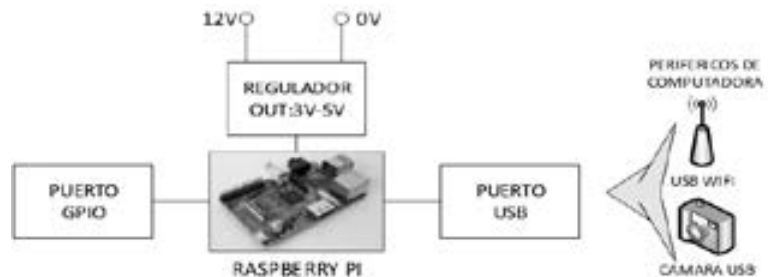 12V
0V
REGULADOR
OUT:3V-5V
PERIFERICOS DE
COMPUTADORA
PUERTO
GPIO
PUERTO
USB
USB WIFI
RASPBERRY PI
CAMARA USB